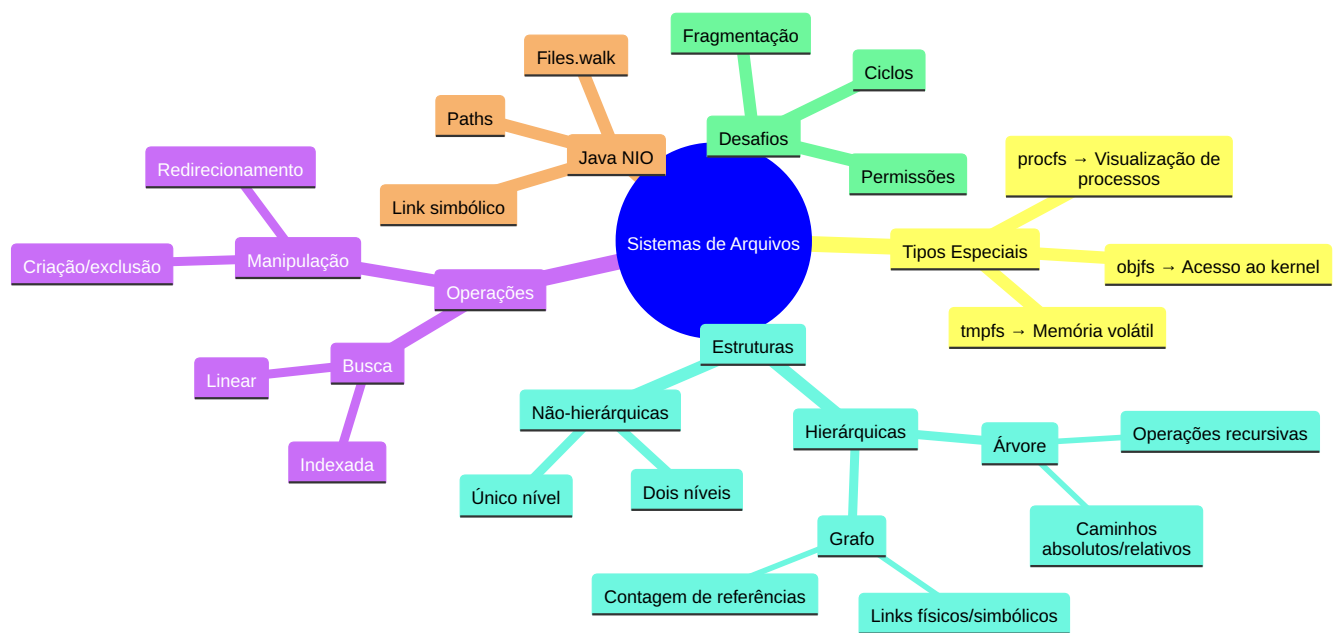 Sistemas de Arquivos
Tipos Especiais
procfs → Visualização de
processos
objfs → Acesso ao kernel
tmpfs → Memória volátil
Estruturas
Não-hierárquicas
Único nível
Dois níveis
Hierárquicas
Árvore
Operações recursivas
Caminhos
absolutos/relativos
Grafo
Contagem de referências
Links físicos/simbólicos
Operações
Manipulação
Redirecionamento
Criação/exclusão
Busca
Linear
Indexada
Java NIO
Files.walk
Paths
Link simbólico
Desafios
Fragmentação
Ciclos
Permissões